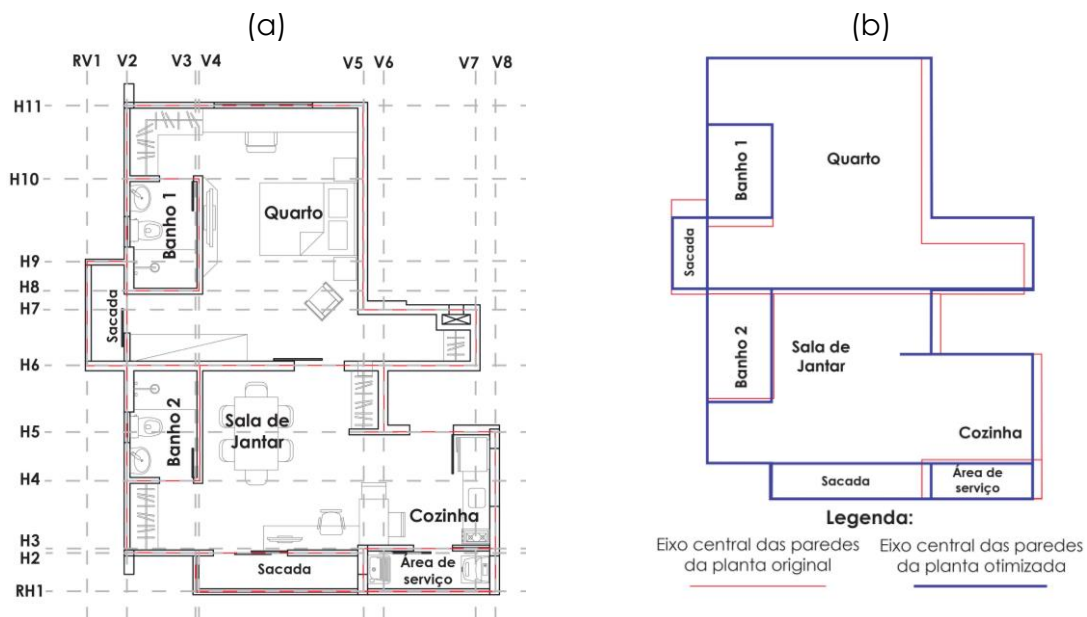 (a)
RV1 V2 V3 V4 V5 V6 V7 V8
H11
H10
H9
H8
H7
H6
H5
H4
H3
H2
RH1
Banho 1
Quarto
Sacada
Banho 2
Sala de
Jantar
Cozinha
Sacada
Área de
serviço
(b)
Banho 1
Quarto
Sacada
Banho 2
Sala de
Jantar
Cozinha
Sacada
Área de
serviço
Legenda:
Eixo central das paredes
da planta original
Eixo central das paredes
da planta otimizada